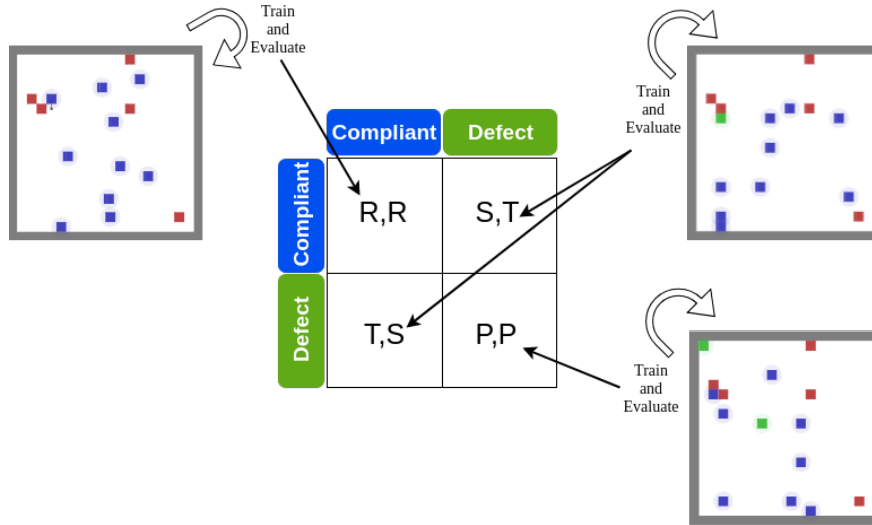 Train
and
Evaluate
Train
and
Evaluate
Compliant
Defect
Compliant
R,R
S,T
Defect
T,S
P,P
Train
and
Evaluate